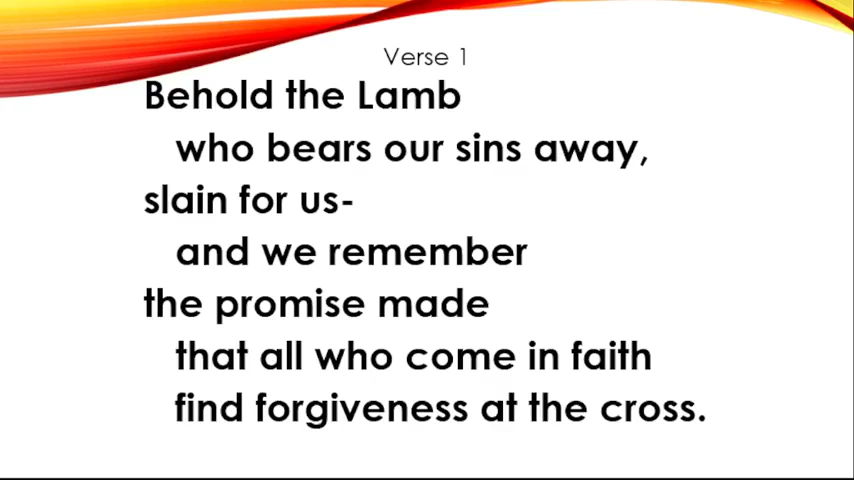 Verse 1
Behold the Lamb
who bears our sins away,
slain for us-
and we remember
the promise made
that all who come in faith
find forgiveness at the cross.